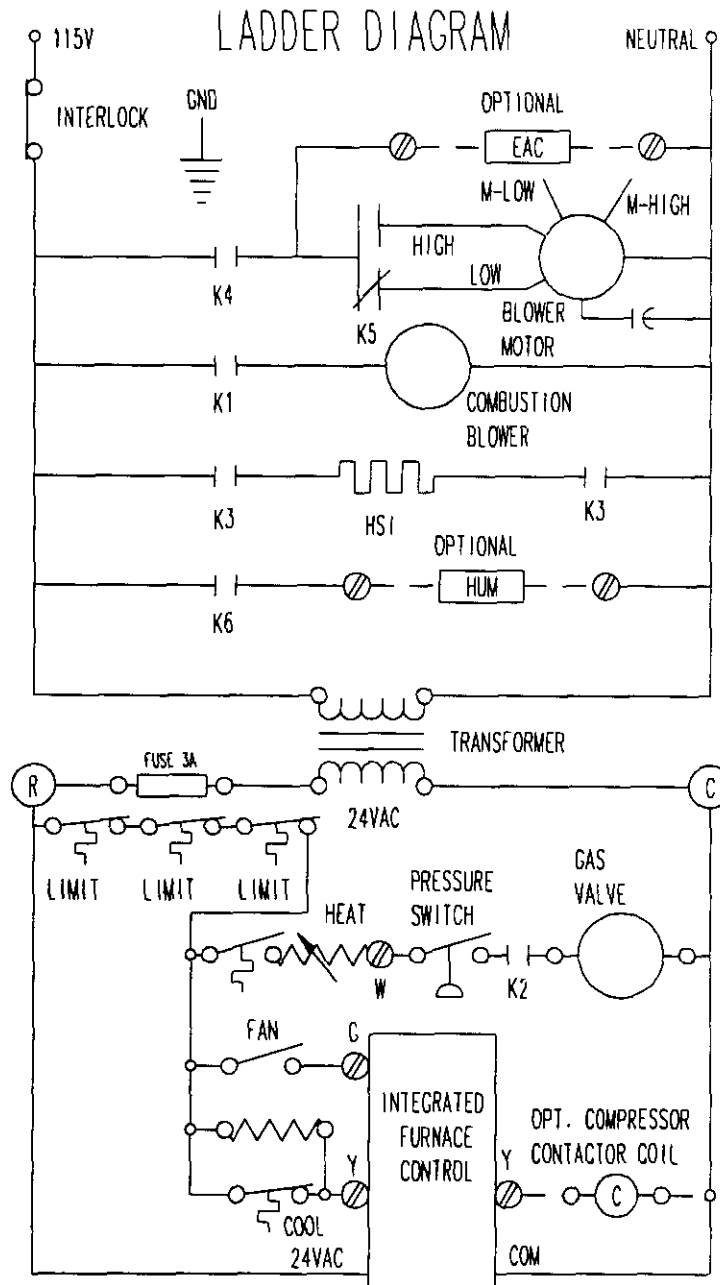 LADDER DIAGRAM
115V
NEUTRAL
INTERLOCK
GND
OPTIONAL
EAC
M-LOW
M-HIGH
HIGH
LOW
K4
K5
BLOWER
MOTOR
K1
COMBUSTION
BLOWER
K3
HSI
K3
OPTIONAL
HUM
K6
TRANSFORMER
FUSE 3A
R
C
24VAC
LIMIT
LIMIT
LIMIT
HEAT
PRESSURE
SWITCH
GAS
VALVE
W
K2
FAN
G
INTEGRATED
FURNACE
CONTROL
Y
Y
OPT. COMPRESSOR
CONTACTOR COIL
C
COOL
24VAC
COM